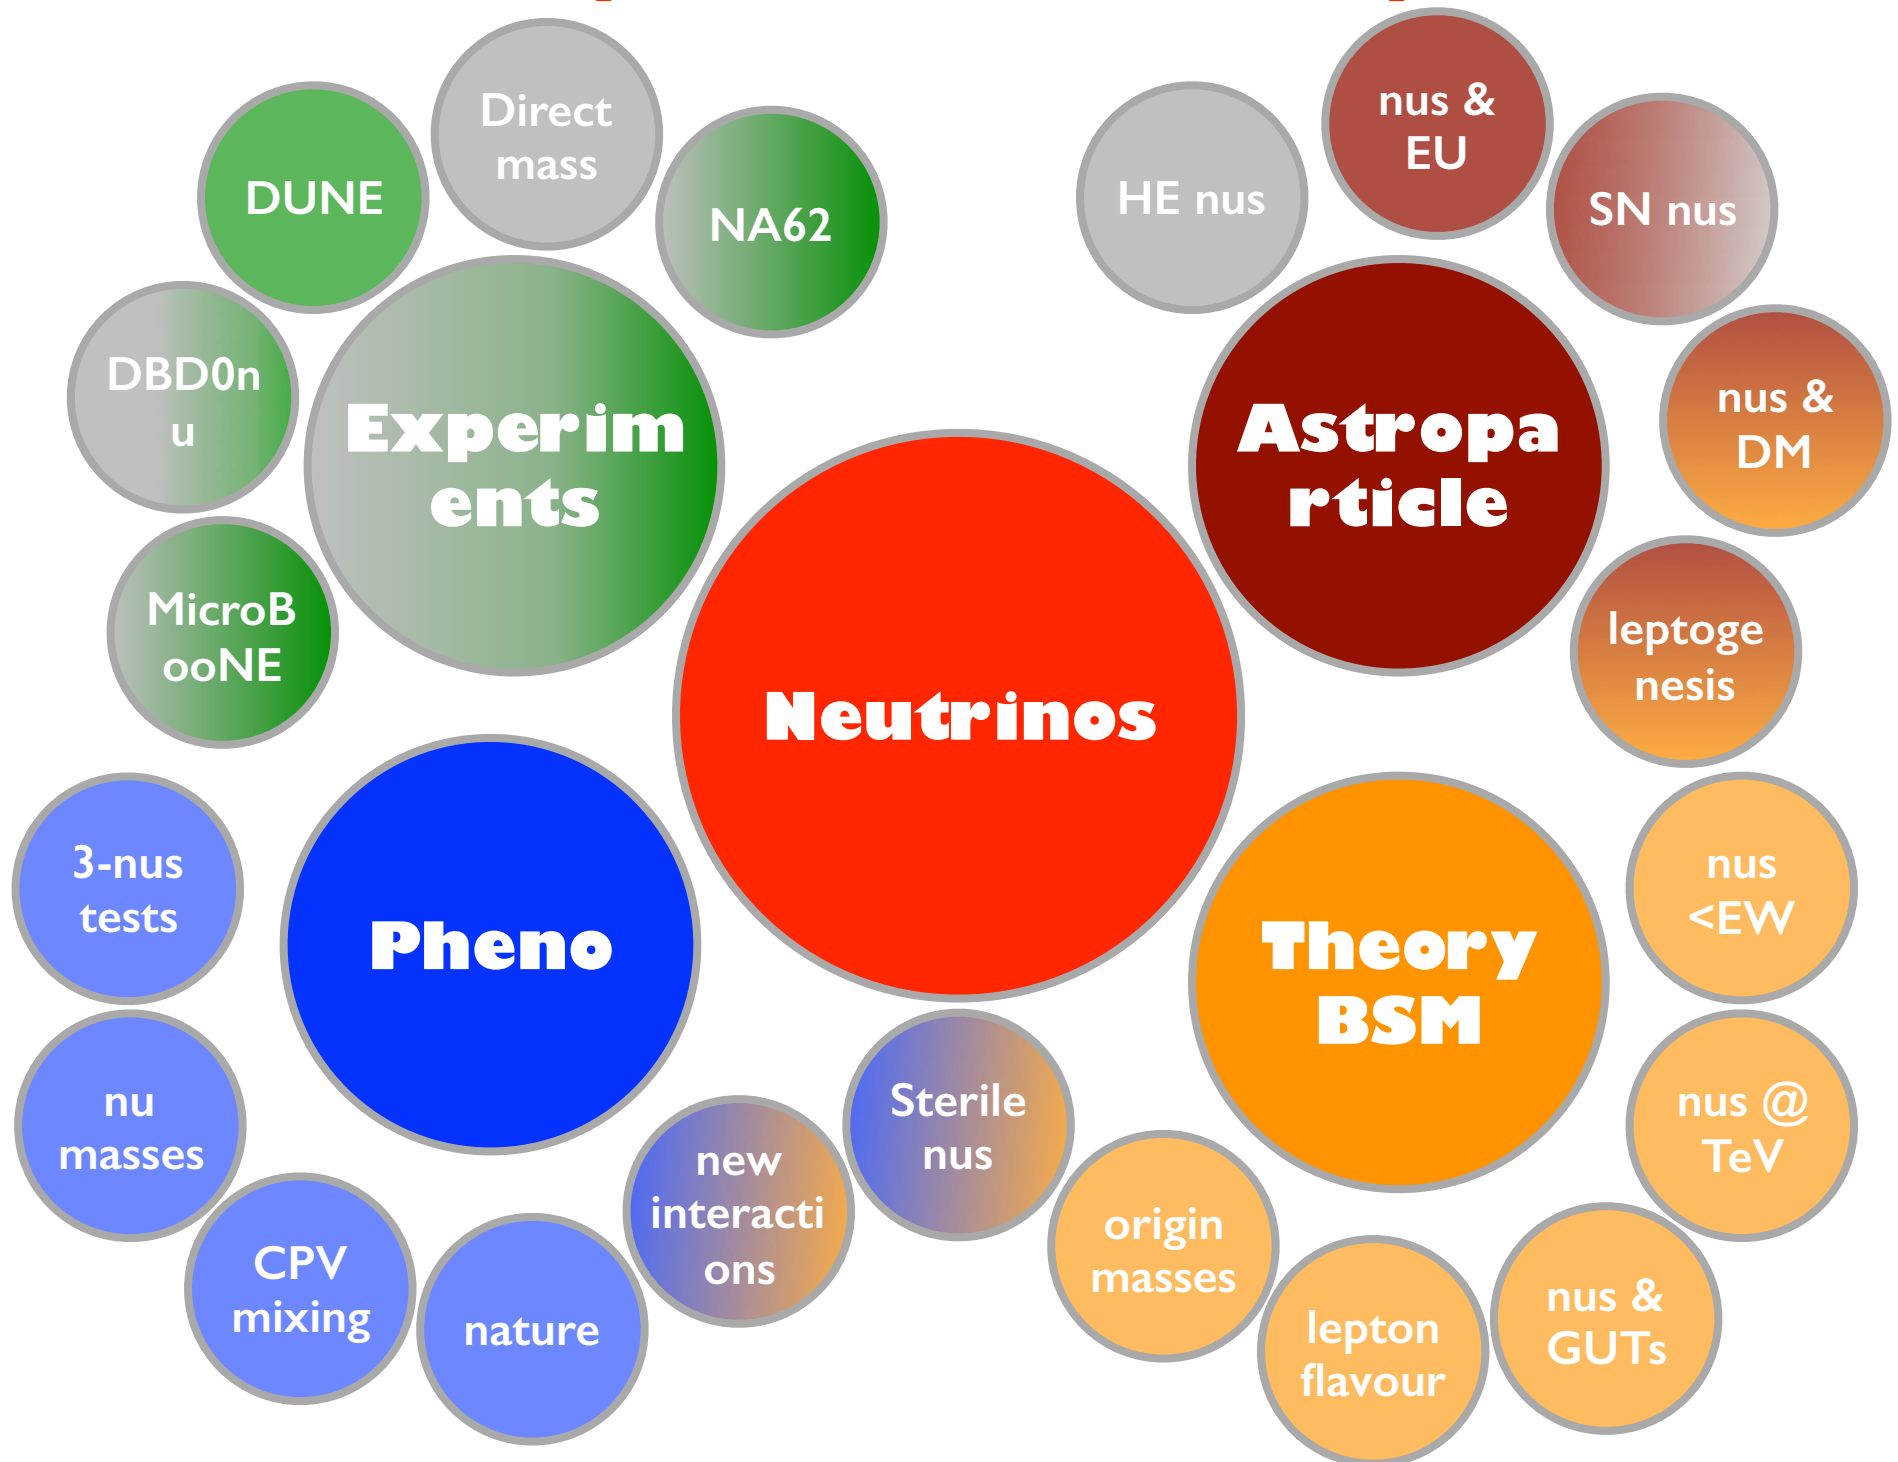 Direct
mass
DUNE
NA62
DBD0n
u
MicroB
ooNE
Experim
ents
nus &
EU
HE nus
SN nus
nus &
DM
leptoge
nesis
Astropa
rticle
Neutrinos
Pheno
3-nus
tests
nu
masses
CPV
mixing
nature
new
interacti
ons
Sterile
nus
Theory
BSM
nus
<EW
nus @
TeV
nus &
GUTs
lepton
flavour
origin
masses